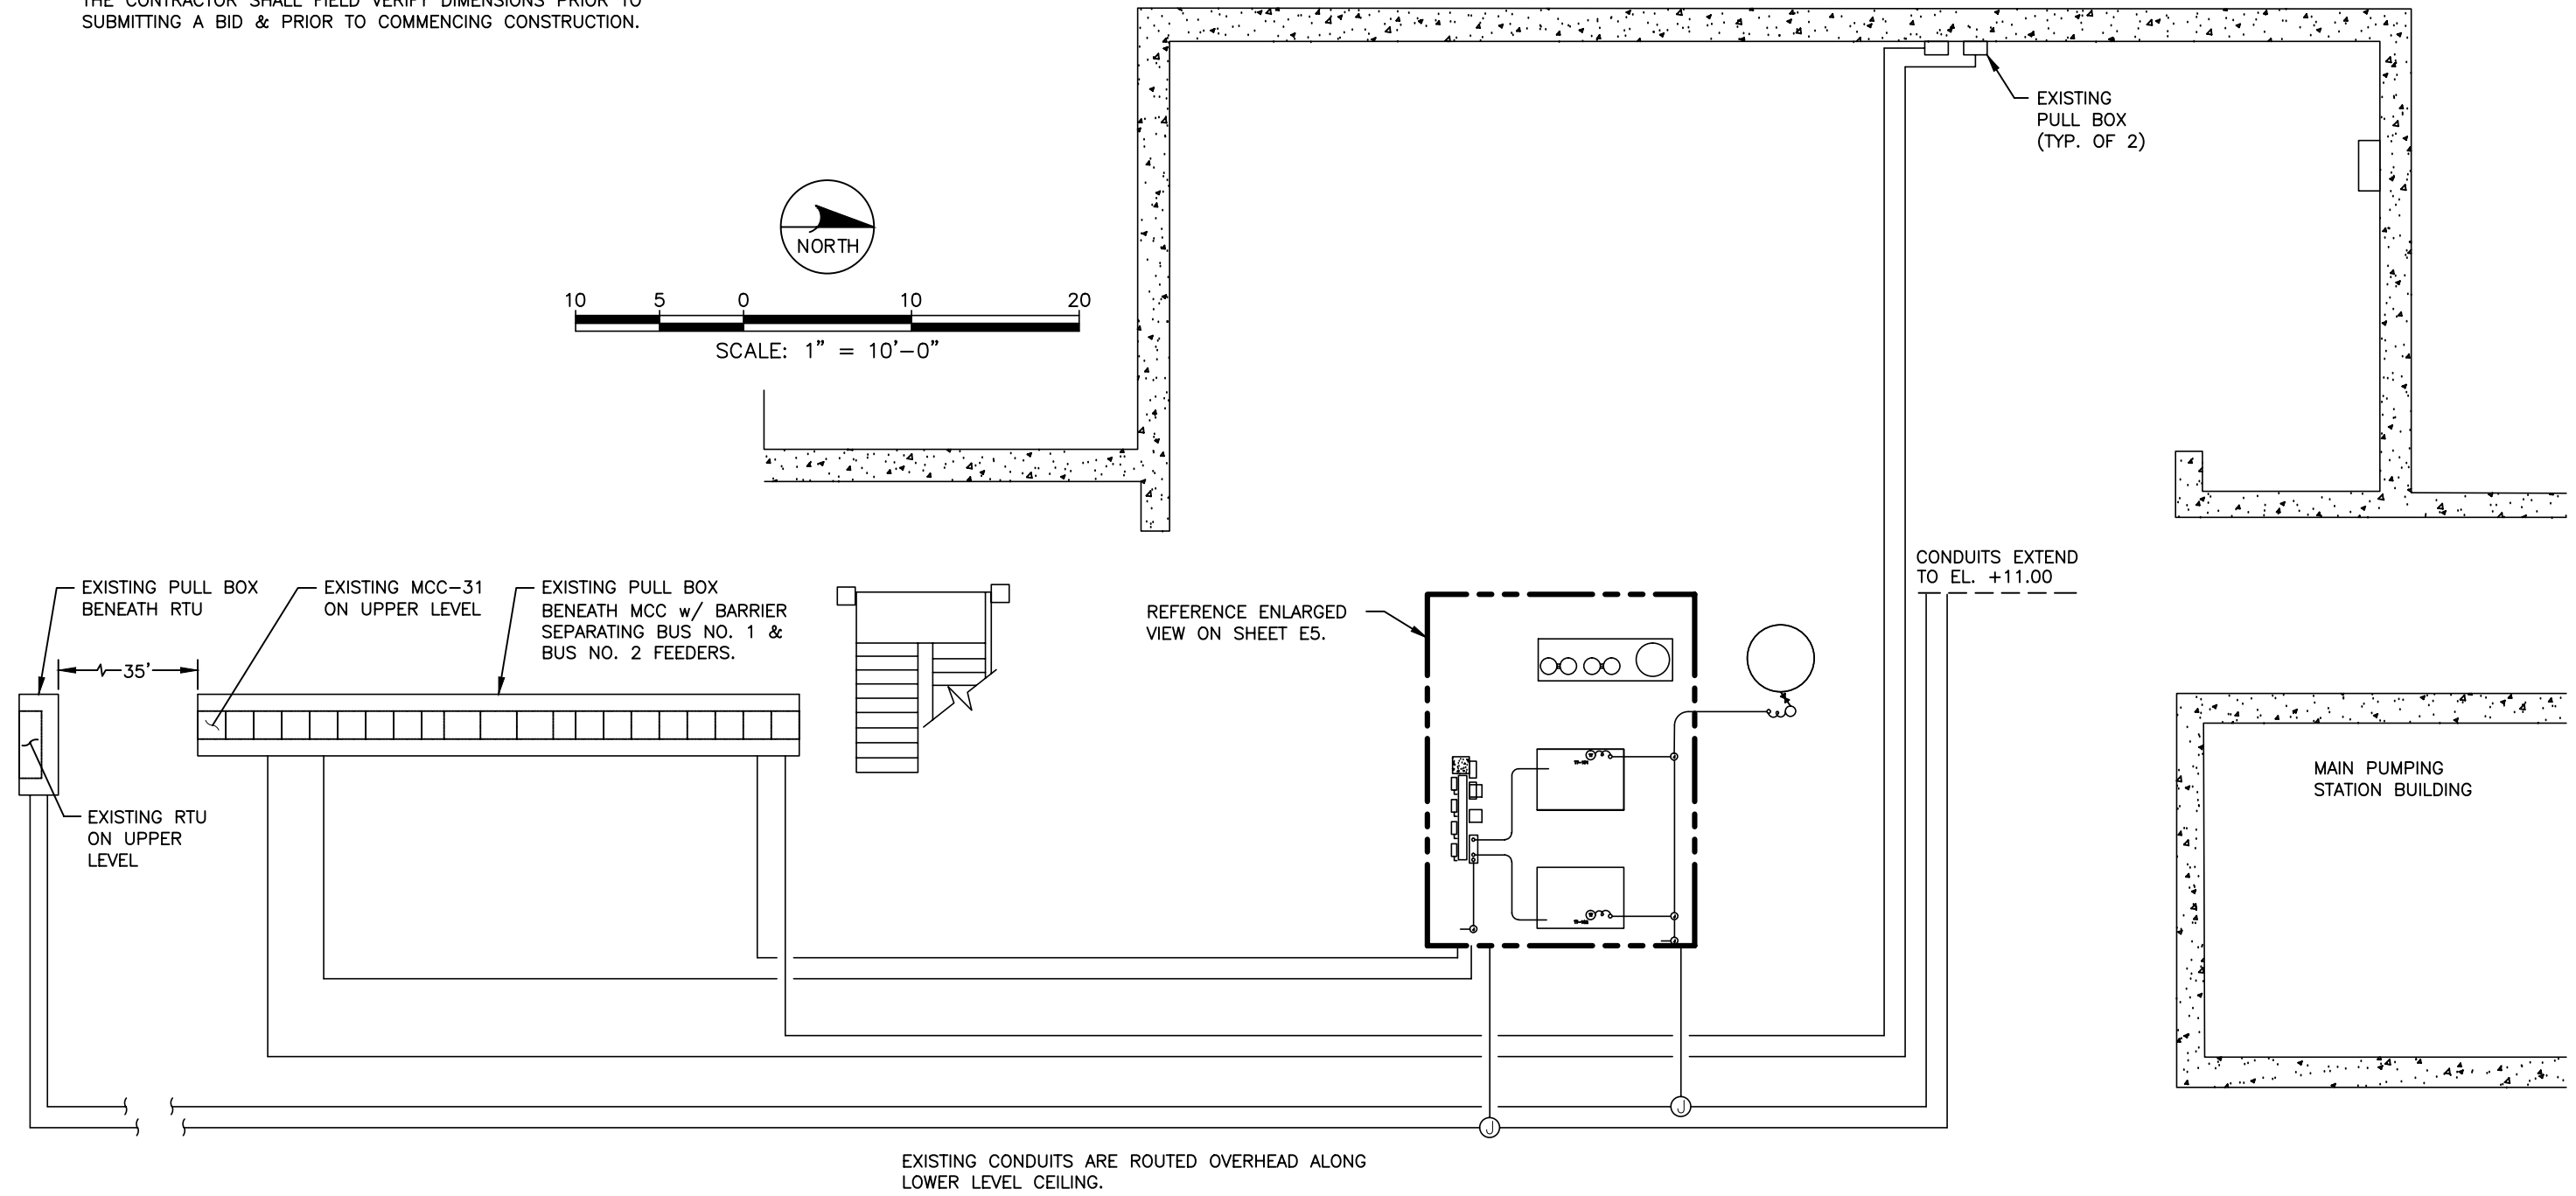 THE CONTRACTOR SHALL FIELD VERIFY DIMENSIONS PRIOR TO
SUBMITTING A BID & PRIOR TO COMMENCING CONSTRUCTION.
EXISTING
PULL BOX
(TYP. OF 2)
NORTH
10 5 0 10 20
SCALE: 1" = 10'-0"
CONDUITS EXTEND
TO EL. +11.00
EXISTING PULL BOX
BENEATH RTU
EXISTING MCC-31
ON UPPER LEVEL
EXISTING PULL BOX
BENEATH MCC w/ BARRIER
SEPARATING BUS NO. 1 &
BUS NO. 2 FEEDERS.
REFERENCE ENLARGED
VIEW ON SHEET E5.
35'
MAIN PUMPING
STATION BUILDING
EXISTING RTU
ON UPPER
LEVEL
J
J
EXISTING CONDUITS ARE ROUTED OVERHEAD ALONG
LOWER LEVEL CEILING.